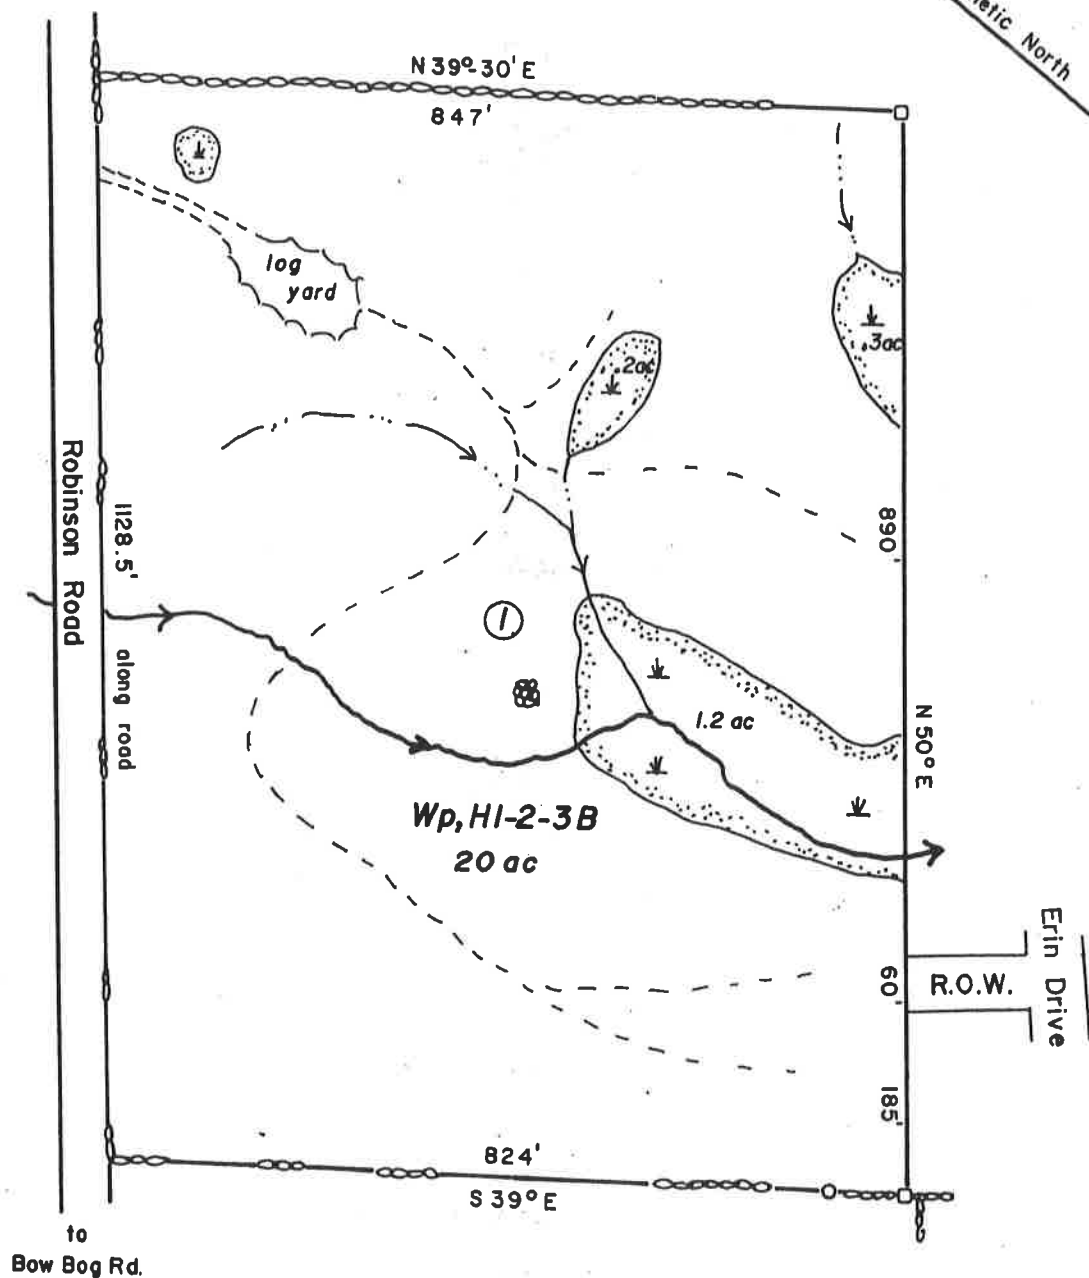 North
N 39°-30' E
847'
log
yard
.2ac
.3ac
Robinson Road
1128.5'
along road
890'
1
1.2 ac
N 50° E
Wp, H1-2-3B
20 ac
Erin Drive
R.O.W.
60'
185'
824'
S 39° E
to
Bow Bog Rd.